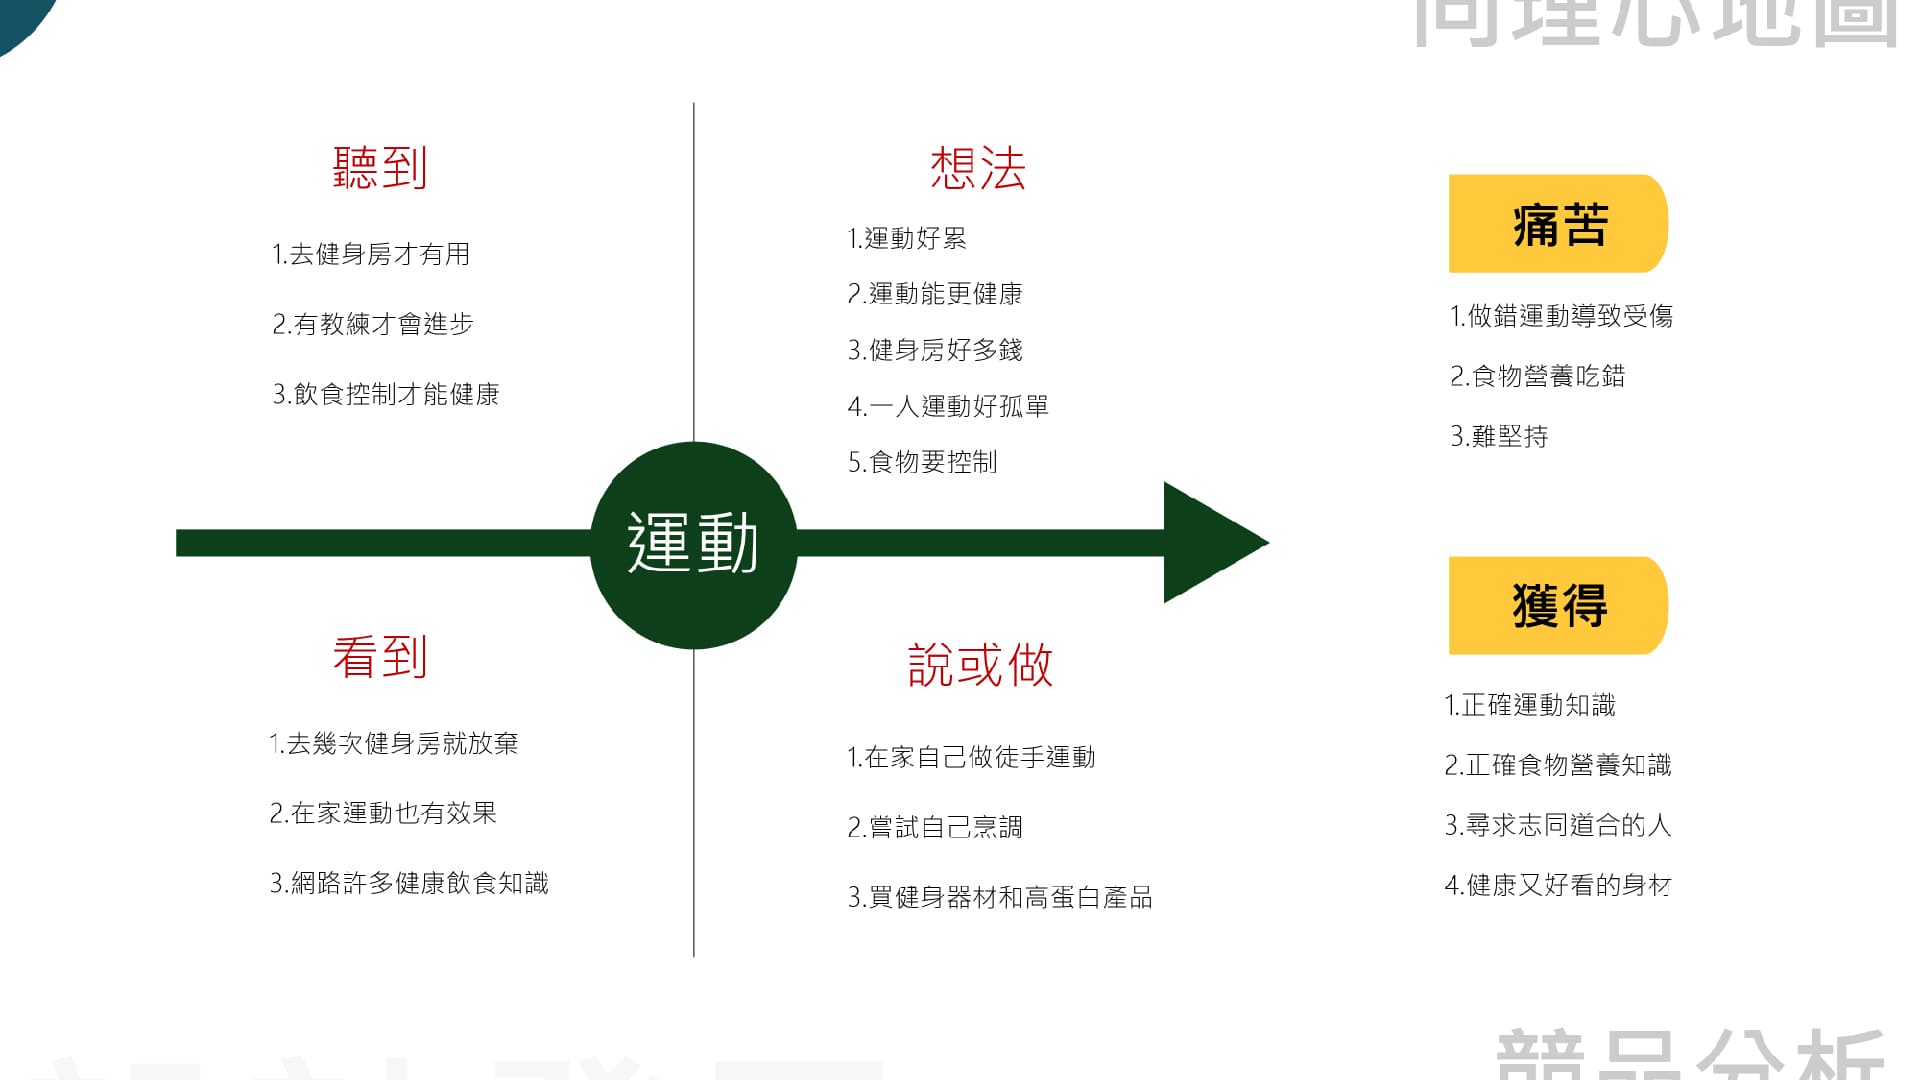 同理心地圖
聽到
1.去健身房才有用
2.有教練才會進步
3.飲食控制才能健康
想法
1.運動好累
2.運動能更健康
3.健身房好多錢
4.一人運動好孤單
5.食物要控制
痛苦
1.做錯運動導致受傷
2.食物營養吃錯
3.難堅持
運動
看到
1.去幾次健身房就放棄
2.在家運動也有效果
3.網路許多健康飲食知識
說或做
1.在家自己做徒手運動
2.嘗試自己烹調
3.買健身器材和高蛋白產品
獲得
1.正確運動知識
2.正確食物營養知識
3.尋求志同道合的人
4.健康又好看的身材
競品分析